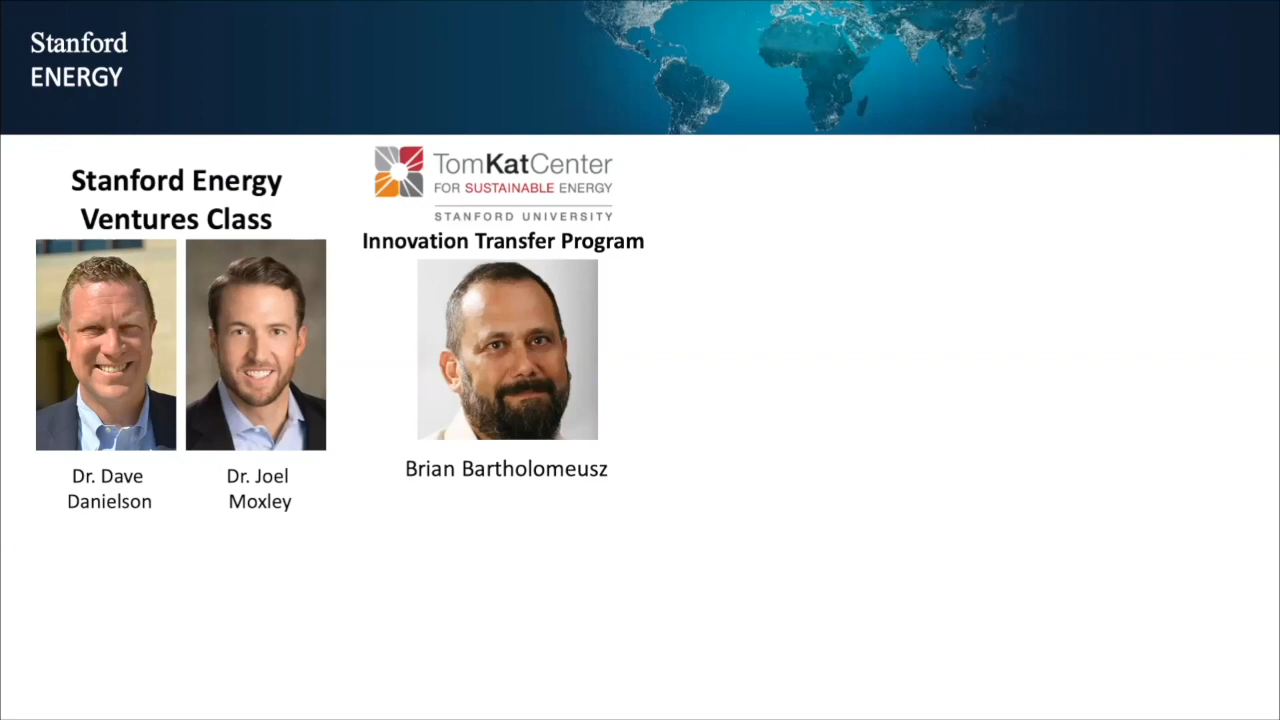 Stanford
ENERGY
Stanford Energy
Ventures Class
Dr. Dave
Danielson
Dr. Joel
Moxley
TomKatCenter
FOR SUSTAINABLE ENERGY
STANFORD UNIVERSITY
Innovation Transfer Program
Brian Bartholomeusz